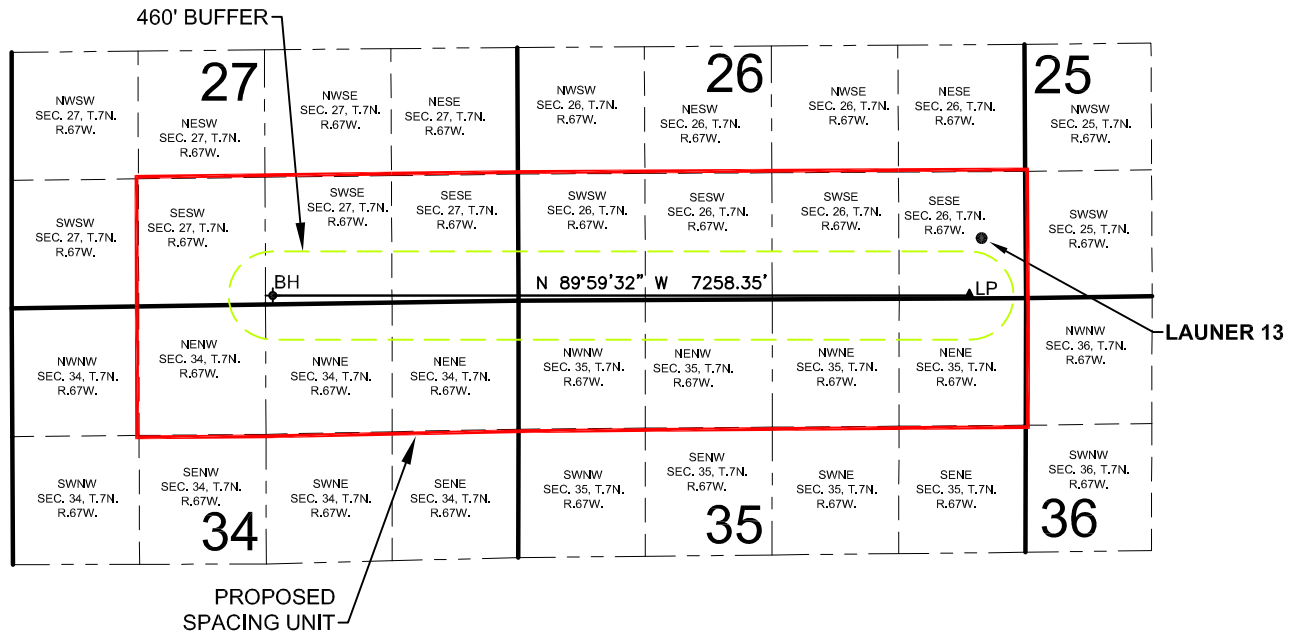 460' BUFFER
27
26
25
NWSW
SEC. 27, T.7N.
R.67W.
NESW
SEC. 27, T.7N.
R.67W.
NWSE
SEC. 27, T.7N.
R.67W.
NESE
SEC. 27, T.7N.
R.67W.
NWSW
SEC. 26, T.7N.
R.67W.
NESW
SEC. 26, T.7N.
R.67W.
NWSE
SEC. 26, T.7N.
R.67W.
NESE
SEC. 26, T.7N.
R.67W.
NWSW
SEC. 25, T.7N.
R.67W.
SWSW
SEC. 27, T.7N.
R.67W.
SESW
SEC. 27, T.7N.
R.67W.
SWSE
SEC. 27, T.7N.
R.67W.
SESE
SEC. 27, T.7N.
R.67W.
SWSW
SEC. 26, T.7N.
R.67W.
SESW
SEC. 26, T.7N.
R.67W.
SWSE
SEC. 26, T.7N.
R.67W.
SESE
SEC. 26, T.7N.
R.67W.
SWSW
SEC. 25, T.7N.
R.67W.
BH
N 89°59'32" W 7258.35'
LP
LAUNER 13
NWNW
SEC. 34, T.7N.
R.67W.
NENW
SEC. 34, T.7N.
R.67W.
NWNE
SEC. 34, T.7N.
R.67W.
NENE
SEC. 34, T.7N.
R.67W.
NWNW
SEC. 35, T.7N.
R.67W.
NENW
SEC. 35, T.7N.
R.67W.
NWNE
SEC. 35, T.7N.
R.67W.
NENE
SEC. 35, T.7N.
R.67W.
NWNW
SEC. 36, T.7N.
R.67W.
SWNW
SEC. 34, T.7N.
R.67W.
SENW
SEC. 34, T.7N.
R.67W.
SWNE
SEC. 34, T.7N.
R.67W.
SENE
SEC. 34, T.7N.
R.67W.
SWNW
SEC. 35, T.7N.
R.67W.
SENW
SEC. 35, T.7N.
R.67W.
SWNE
SEC. 35, T.7N.
R.67W.
SENE
SEC. 35, T.7N.
R.67W.
SWNW
SEC. 36, T.7N.
R.67W.
34
35
36
PROPOSED
SPACING UNIT